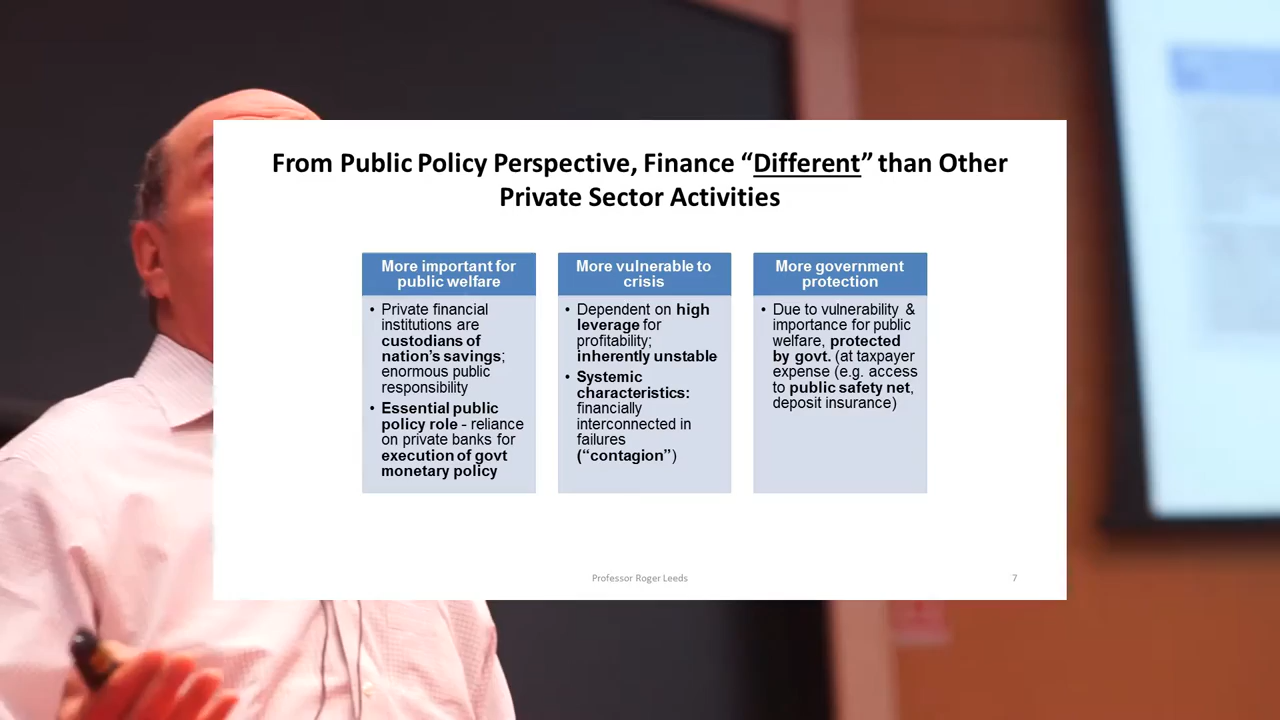 From Public Policy Perspective, Finance “Different” than Other
Private Sector Activities
More important for
public welfare
• Private financial
institutions are
custodians of
nation’s savings;
enormous public
responsibility
• Essential public
policy role - reliance
on private banks for
execution of govt
monetary policy
More vulnerable to
crisis
• Dependent on high
leverage for
profitability;
inherently unstable
• Systemic
characteristics:
financially
interconnected in
failures
(“contagion”)
More government
protection
• Due to vulnerability &
importance for public
welfare, protected
by govt. (at taxpayer
expense (e.g. access
to public safety net,
deposit insurance)
Professor Roger Leeds
7